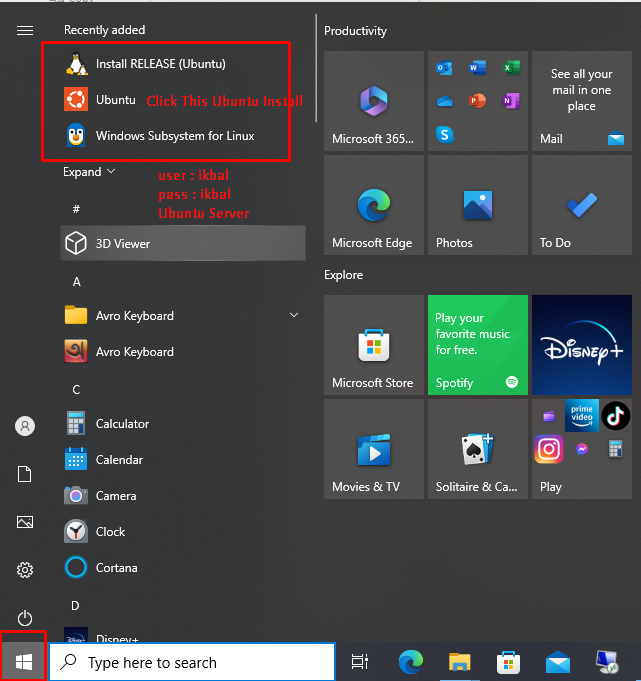 Recently added
Install RELEASE (Ubuntu)
Ubuntu
Click This Ubuntu Install
Windows Subsystem for Linux
Expand
user : ikbal
pass : ikbal
Ubuntu Server
#
3D Viewer
A
Avro Keyboard
Avro Keyboard
C
Calculator
Calendar
Camera
Clock
Cortana
D
Disney+
Productivity
Microsoft 365...
See all your
mail in one
place
Mail
Microsoft Edge
Photos
To Do
Explore
Microsoft Store
Play your
favorite music
for free.
Spotify
Disney+
Movies & TV
Solitaire & Ca...
prime
video
Play
Type here to search